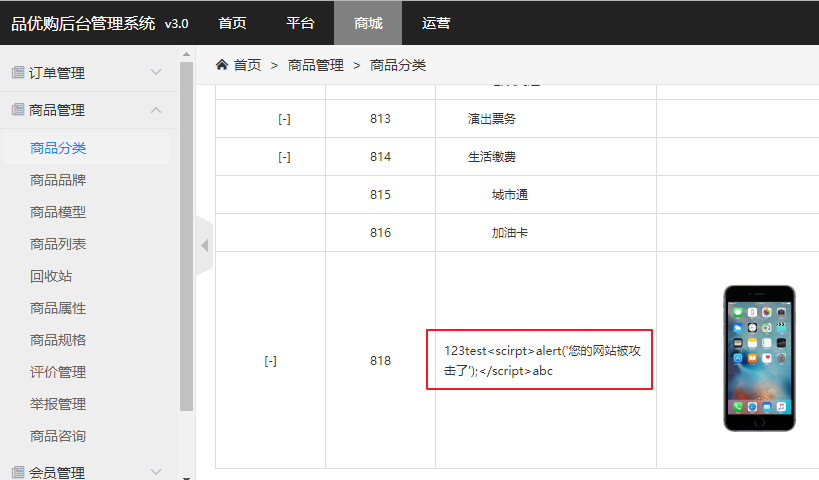 品优购后台管理系统 v3.0 首页 平台 商城 运营
首页 > 商品管理 > 商品分类
订单管理
商品管理
商品分类
商品品牌
商品模型
商品列表
回收站
商品属性
商品规格
评价管理
举报管理
商品咨询
会员管理
[-] 813 演出票务
[-] 814 生活缴费
815 城市通
816 加油卡
[-] 818 123test<scirpt>alert('您的网站被攻
击了');</script>abc